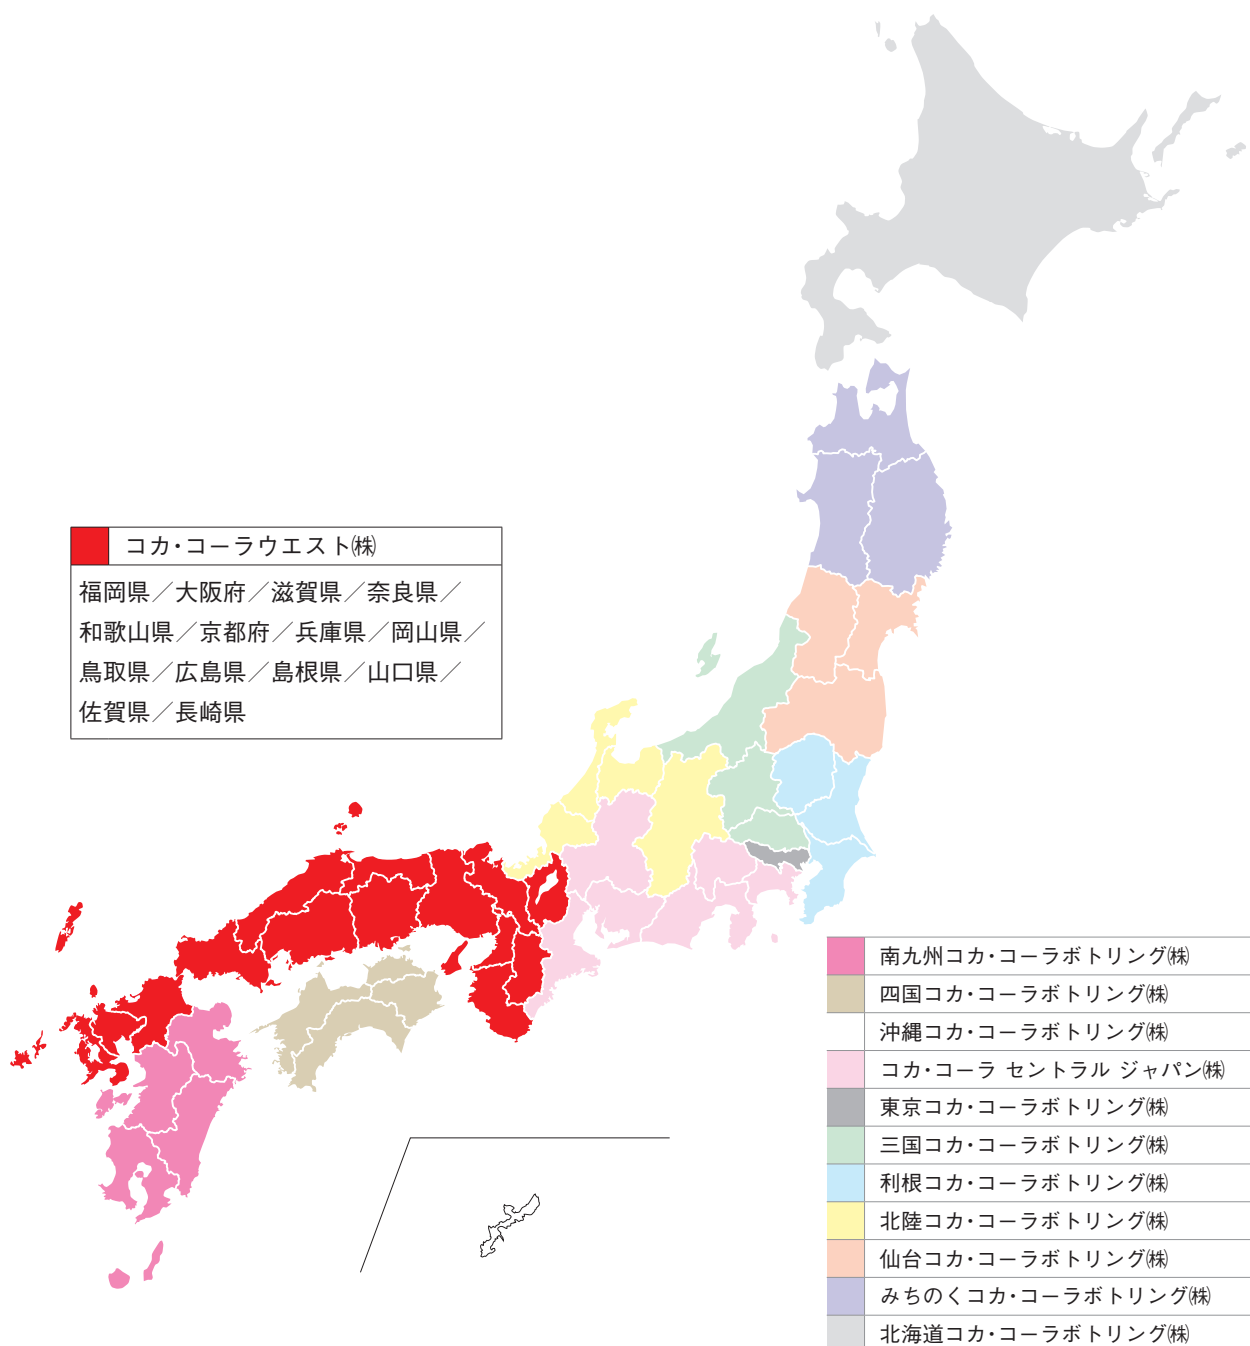 コカ・コーラウエスト㈱
福岡県／大阪府／滋賀県／奈良県／
和歌山県／京都府／兵庫県／岡山県／
鳥取県／広島県／島根県／山口県／
佐賀県／長崎県
南九州コカ・コーラボトリング㈱
四国コカ・コーラボトリング㈱
沖縄コカ・コーラボトリング㈱
コカ・コーラ セントラル ジャパン㈱
東京コカ・コーラボトリング㈱
三国コカ・コーラボトリング㈱
利根コカ・コーラボトリング㈱
北陸コカ・コーラボトリング㈱
仙台コカ・コーラボトリング㈱
みちのくコカ・コーラボトリング㈱
北海道コカ・コーラボトリング㈱